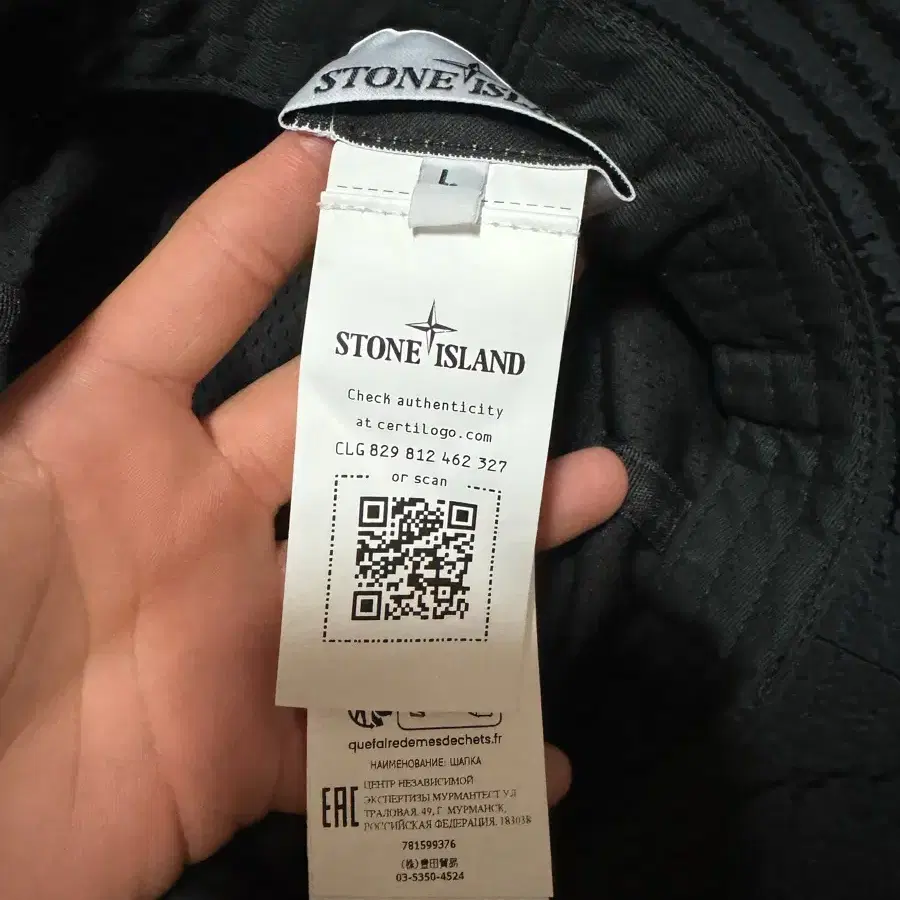 STONE ISL
L
STONE ISLAND
Check authenticity
at certilogo.com
CLG 829 812 462 327
or scan
quefairedemesdechets.fr
НАИМЕНОВАНИЕ: ШАПКА
EAC
ЦЕНТР НЕЗАВИСИМОЙ
ЭКСПЕРТИЗЫ МУРМАНТЕСТ УЛ
ТРАЛОВАЯ, 49, Г. МУРМАНСК,
РОССИЙСКАЯ ФЕДЕРАЦИЯ, 183038
781599376
(株)豊田貿易
03-5350-4524